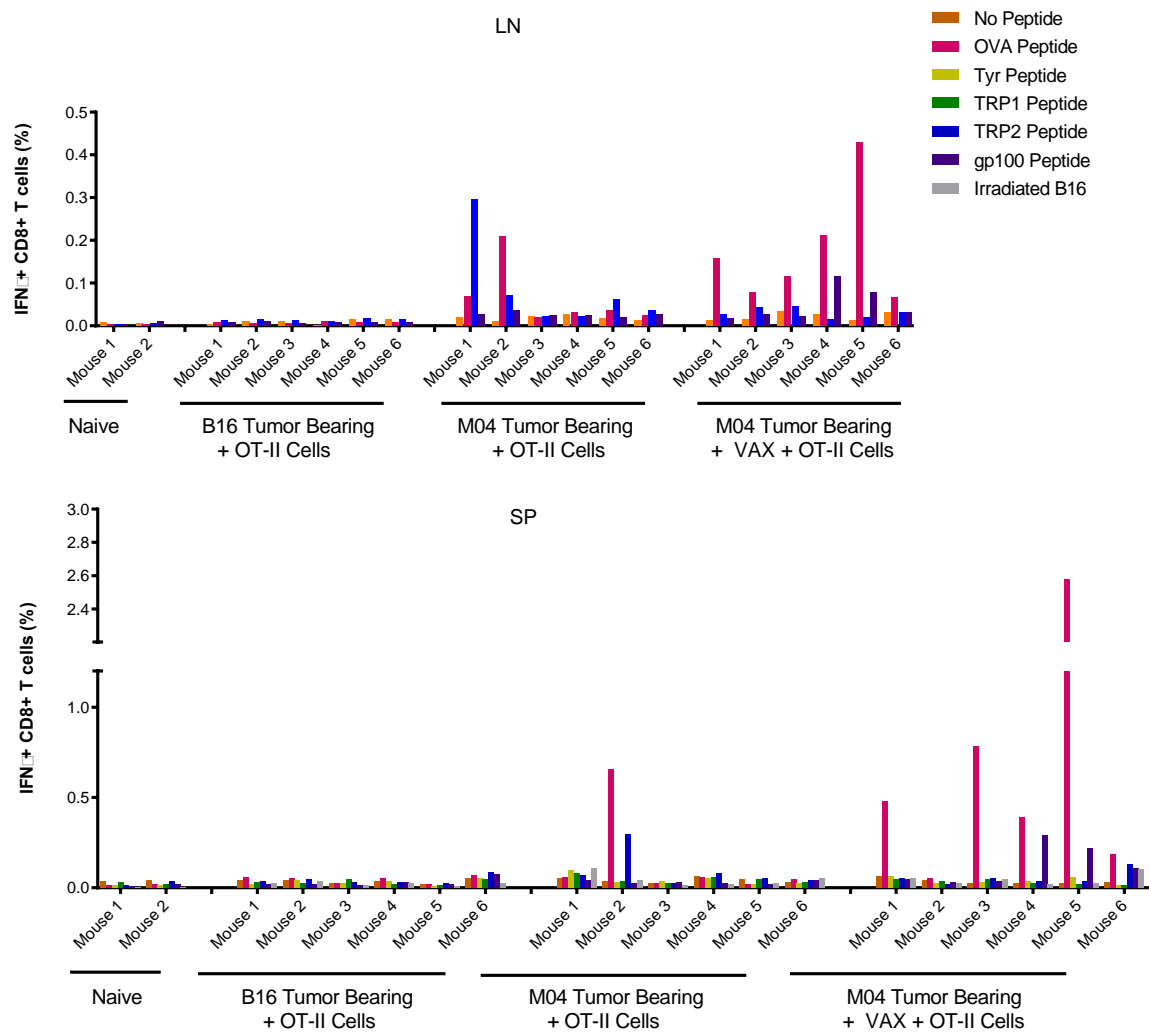 LN
No Peptide
OVA Peptide
Tyr Peptide
TRP1 Peptide
TRP2 Peptide
gp100 Peptide
Irradiated B16
IFN□+ CD8+ T cells (%)
0.5
0.4
0.3
0.2
0.1
0.0
Mouse 1
Mouse 2
Mouse 1
Mouse 2
Mouse 3
Mouse 4
Mouse 5
Mouse 6
Mouse 1
Mouse 2
Mouse 3
Mouse 4
Mouse 5
Mouse 6
Mouse 1
Mouse 2
Mouse 3
Mouse 4
Mouse 5
Mouse 6
Naive
B16 Tumor Bearing
+ OT-II Cells
M04 Tumor Bearing
+ OT-II Cells
M04 Tumor Bearing
+ VAX + OT-II Cells
SP
IFN□+ CD8+ T cells (%)
3.0
2.8
2.6
2.4
1.0
0.5
0.0
Mouse 1
Mouse 2
Mouse 1
Mouse 2
Mouse 3
Mouse 4
Mouse 5
Mouse 6
Mouse 1
Mouse 2
Mouse 3
Mouse 4
Mouse 5
Mouse 6
Mouse 1
Mouse 2
Mouse 3
Mouse 4
Mouse 5
Mouse 6
Naive
B16 Tumor Bearing
+ OT-II Cells
M04 Tumor Bearing
+ OT-II Cells
M04 Tumor Bearing
+ VAX + OT-II Cells